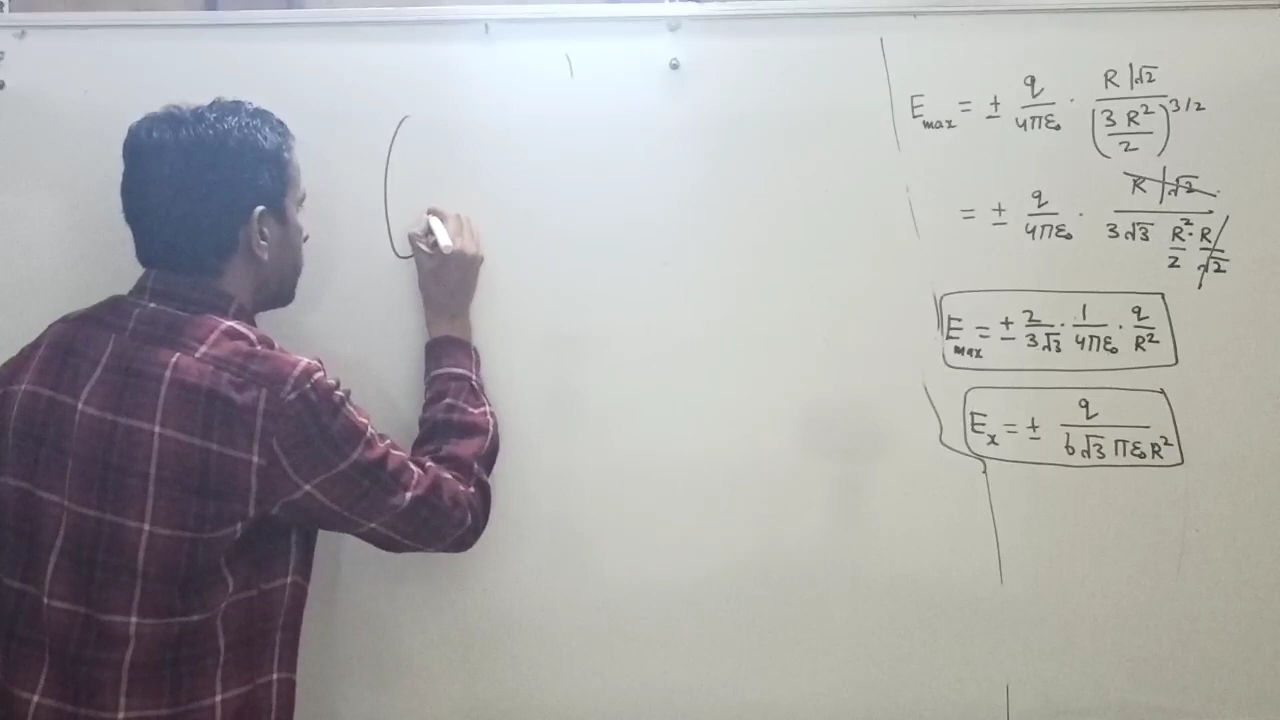 E_max = ± q/4πε₀ · (R/√2)/(3R²/2)^3/2
= ± q/4πε₀ · (R/√2)/(3√3 R²/2 · R/√2)
E_max = ± 2/3√3 · 1/4πε₀ · q/R²
E_x = ± q/6√3 πε₀R²